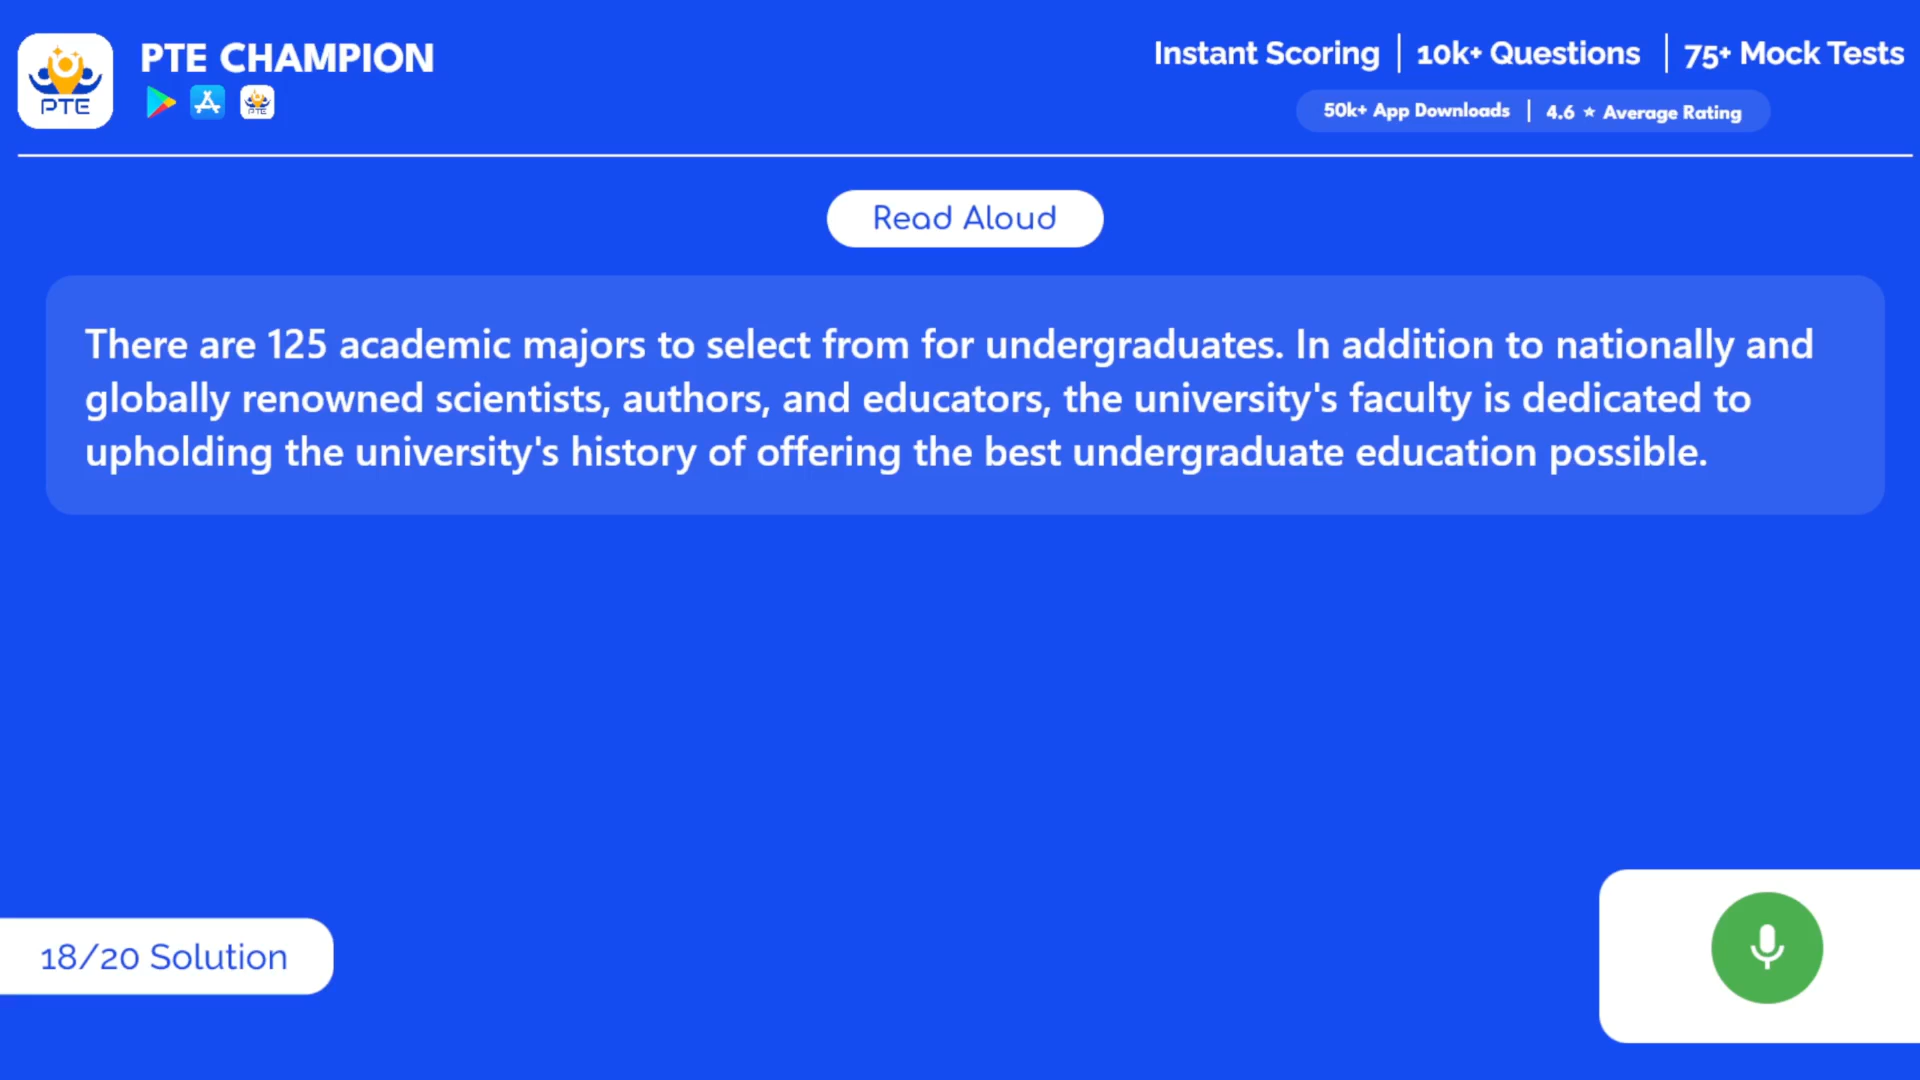 PTE CHAMPION
PTE
PTE
Instant Scoring | 10k+ Questions | 75+ Mock Tests
50k+ App Downloads | 4.6 ★ Average Rating
Read Aloud
There are 125 academic majors to select from for undergraduates. In addition to nationally and
globally renowned scientists, authors, and educators, the university's faculty is dedicated to
upholding the university's history of offering the best undergraduate education possible.
18/20 Solution